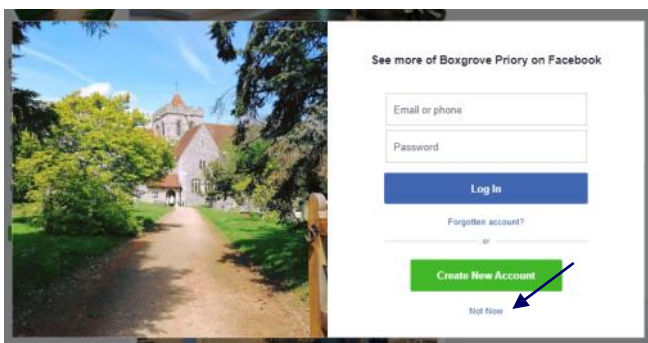 See more of Boxgrove Priory on Facebook
Email or phone
Password
Log In
Forgotten account?
or
Create New Account
Not Now